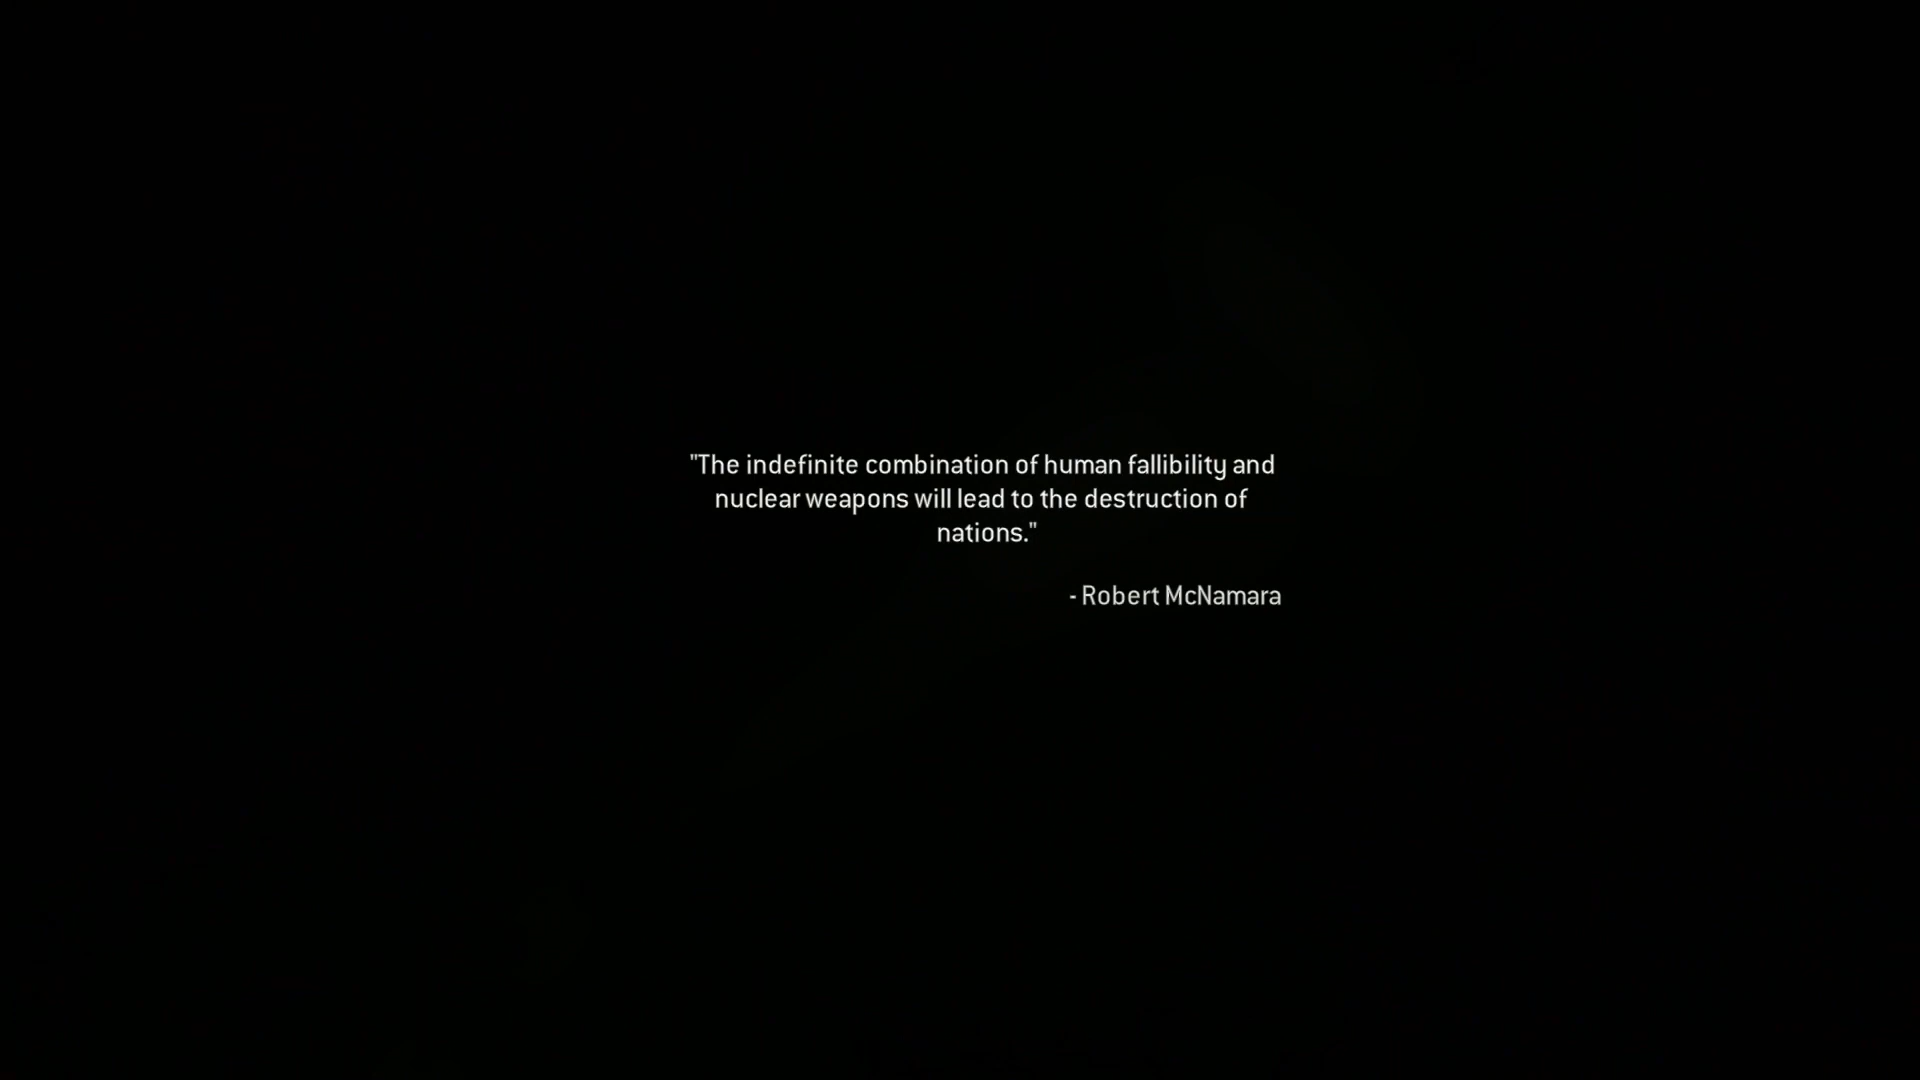 "The indefinite combination of human fallibility and
nuclear weapons will lead to the destruction of
nations."
- Robert McNamara